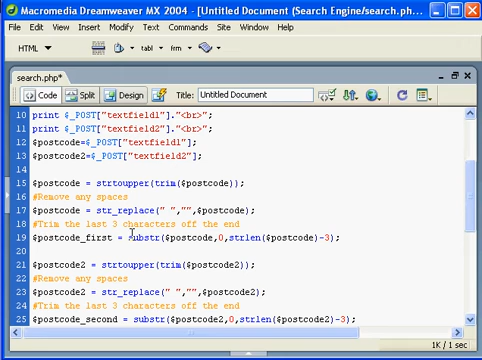 Macromedia Dreamweaver MX 2004 - [Untitled Document (Search Engine/search.php*
File Edit View Insert Modify Text Commands Site Window Help
HTML tabl frm
search.php*
Code Split Design Title: Untitled Document
10 print $_POST["textfield1"]."<br>";
11 print $_POST["textfield2"]."<br>";
12 $postcode=$_POST["textfield1"];
13 $postcode2=$_POST["textfield2"];
14
15 $postcode = strtoupper(trim($postcode));
16 #Remove any spaces
17 $postcode = str_replace(" ","",$postcode);
18 #Trim the last 3 characters off the end
19 $postcode_first = substr($postcode,0,strlen($postcode)-3);
20
21 $postcode2 = strtoupper(trim($postcode2));
22 #Remove any spaces
23 $postcode2 = str_replace(" ","",$postcode2);
24 #Trim the last 3 characters off the end
25 $postcode_second = substr($postcode2,0,strlen($postcode2)-3);
1K / 1 sec